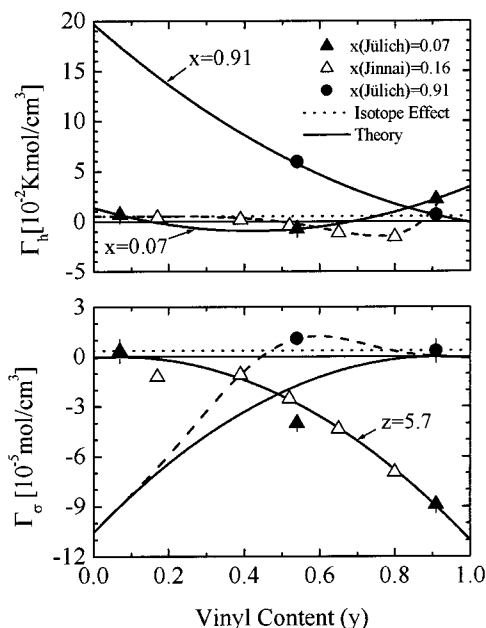 Γh[10-2Kmol/cm3]
20
15
10
5
0
-5
x=0.91
x=0.07
▲ x(Jülich)=0.07
△ x(Jinnai)=0.16
● x(Jülich)=0.91
Isotope Effect
Theory
Γσ [10-5mol/cm3]
3
0
-3
-6
-9
-12
z=5.7
0.0 0.2 0.4 0.6 0.8 1.0
Vinyl Content (y)